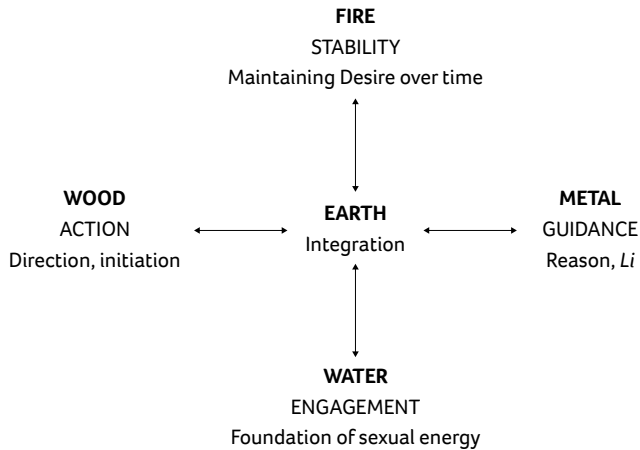 FIRE
STABILITY
Maintaining Desire over time
WOOD
ACTION
Direction, initiation
EARTH
Integration
METAL
GUIDANCE
Reason, Li
WATER
ENGAGEMENT
Foundation of sexual energy